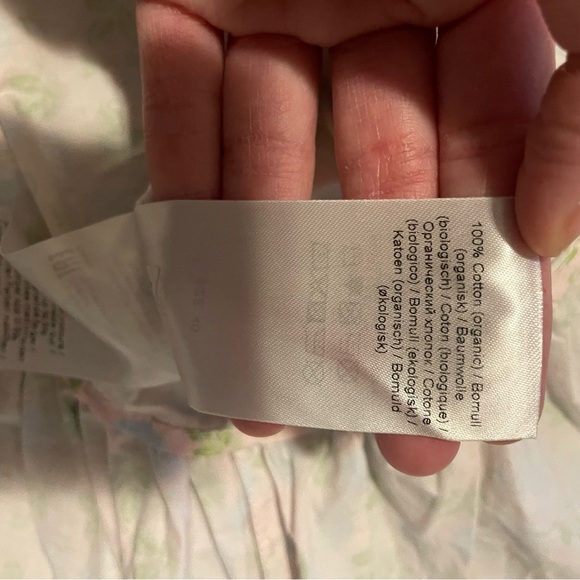 100% Cotton (organic) / Bomull
(organisk) / Baumwolle
(biologisch) / Coton (biologique) /
Органический хлопок / Cotone
(biologico) / Bomull (ekologisk) /
Katoen (organisch) / Bomuld
(økologisk)